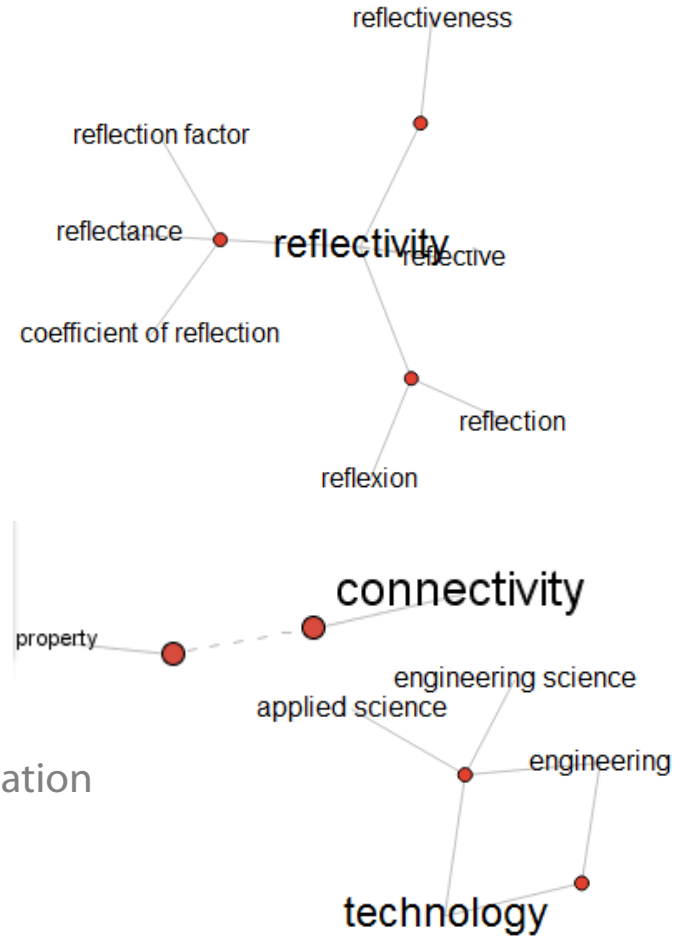 reflectiveness
reflection factor
reflectance
reflectivity
reflective
coefficient of reflection
reflection
reflexion
connectivity
property
engineering science
applied science
engineering
ation
technology